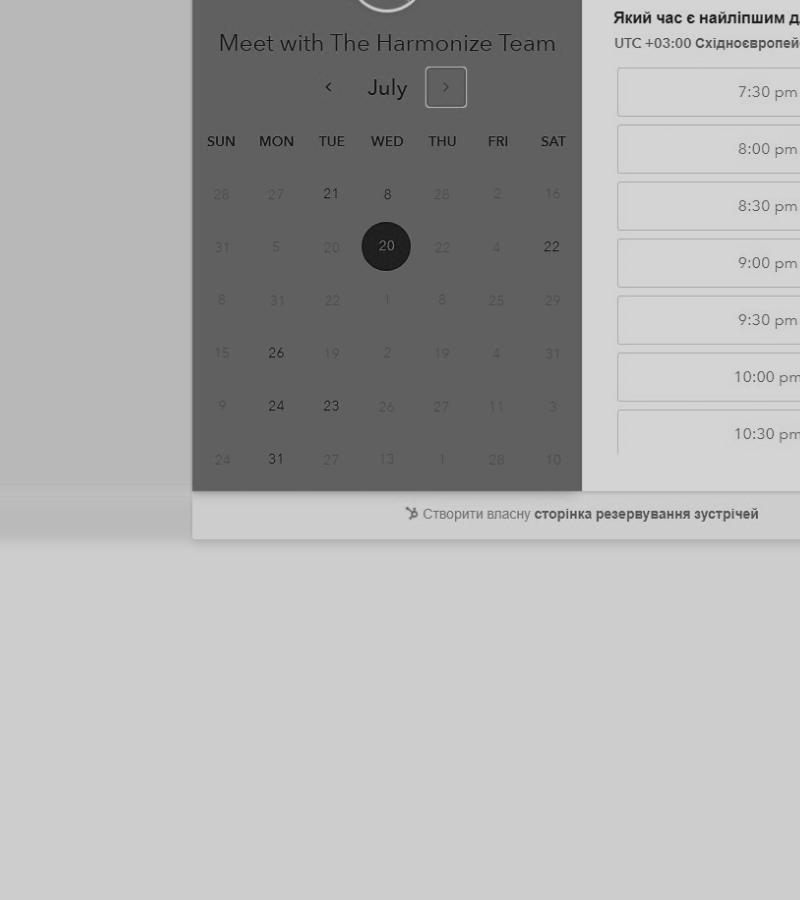 Meet with The Harmonize Team
July
SUN MON TUE WED THU FRI SAT
28 27 21 8 28 2 16
31 5 20 20 22 4 22
8 31 22 1 8 25 29
15 26 19 2 19 4 31
9 24 23 26 27 11 3
24 31 27 13 1 28 10
Який час є найліпшим
UTC +03:00
7:30 pm
8:00 pm
8:30 pm
9:00 pm
9:30 pm
10:00 pm
10:30 pm
Створити власну сторінка резервування зустрічей